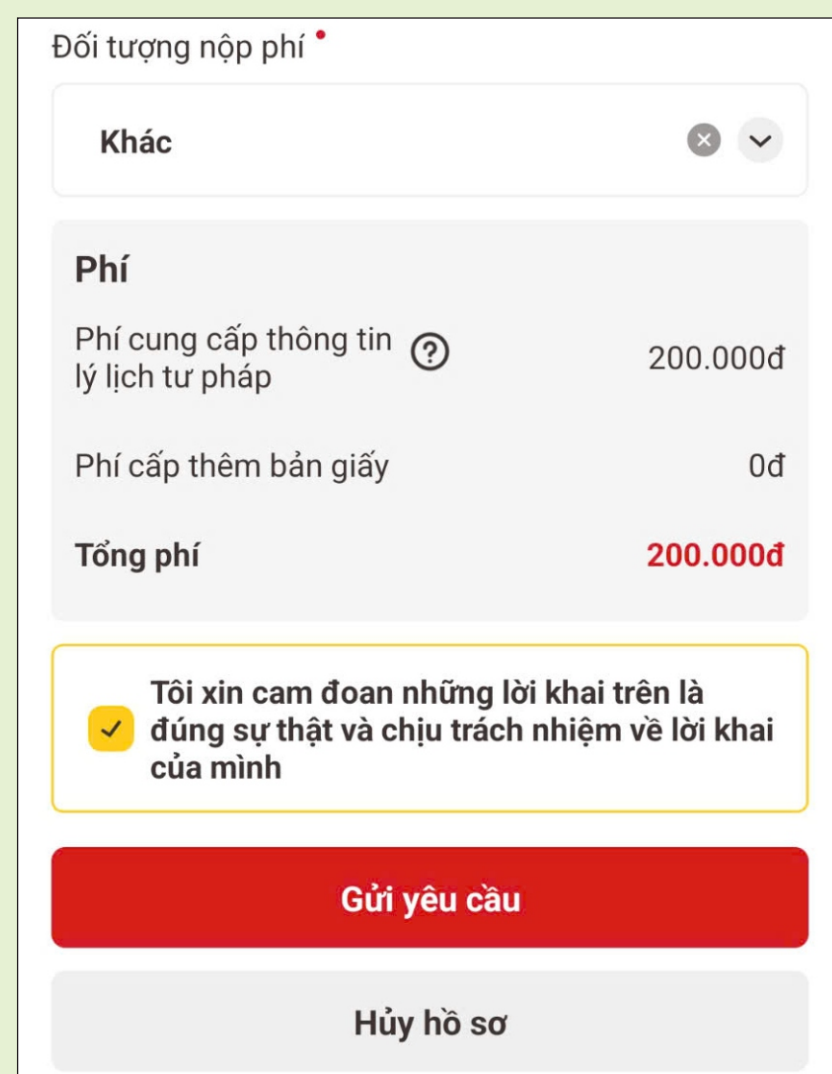 Đối tượng nộp phí
Khác
Phí
Phí cung cấp thông tin
lý lịch tư pháp
200.000đ
Phí cấp thêm bản giấy
0đ
Tổng phí
200.000đ
Tôi xin cam đoan những lời khai trên là
đúng sự thật và chịu trách nhiệm về lời khai
của mình
Gửi yêu cầu
Hủy hồ sơ